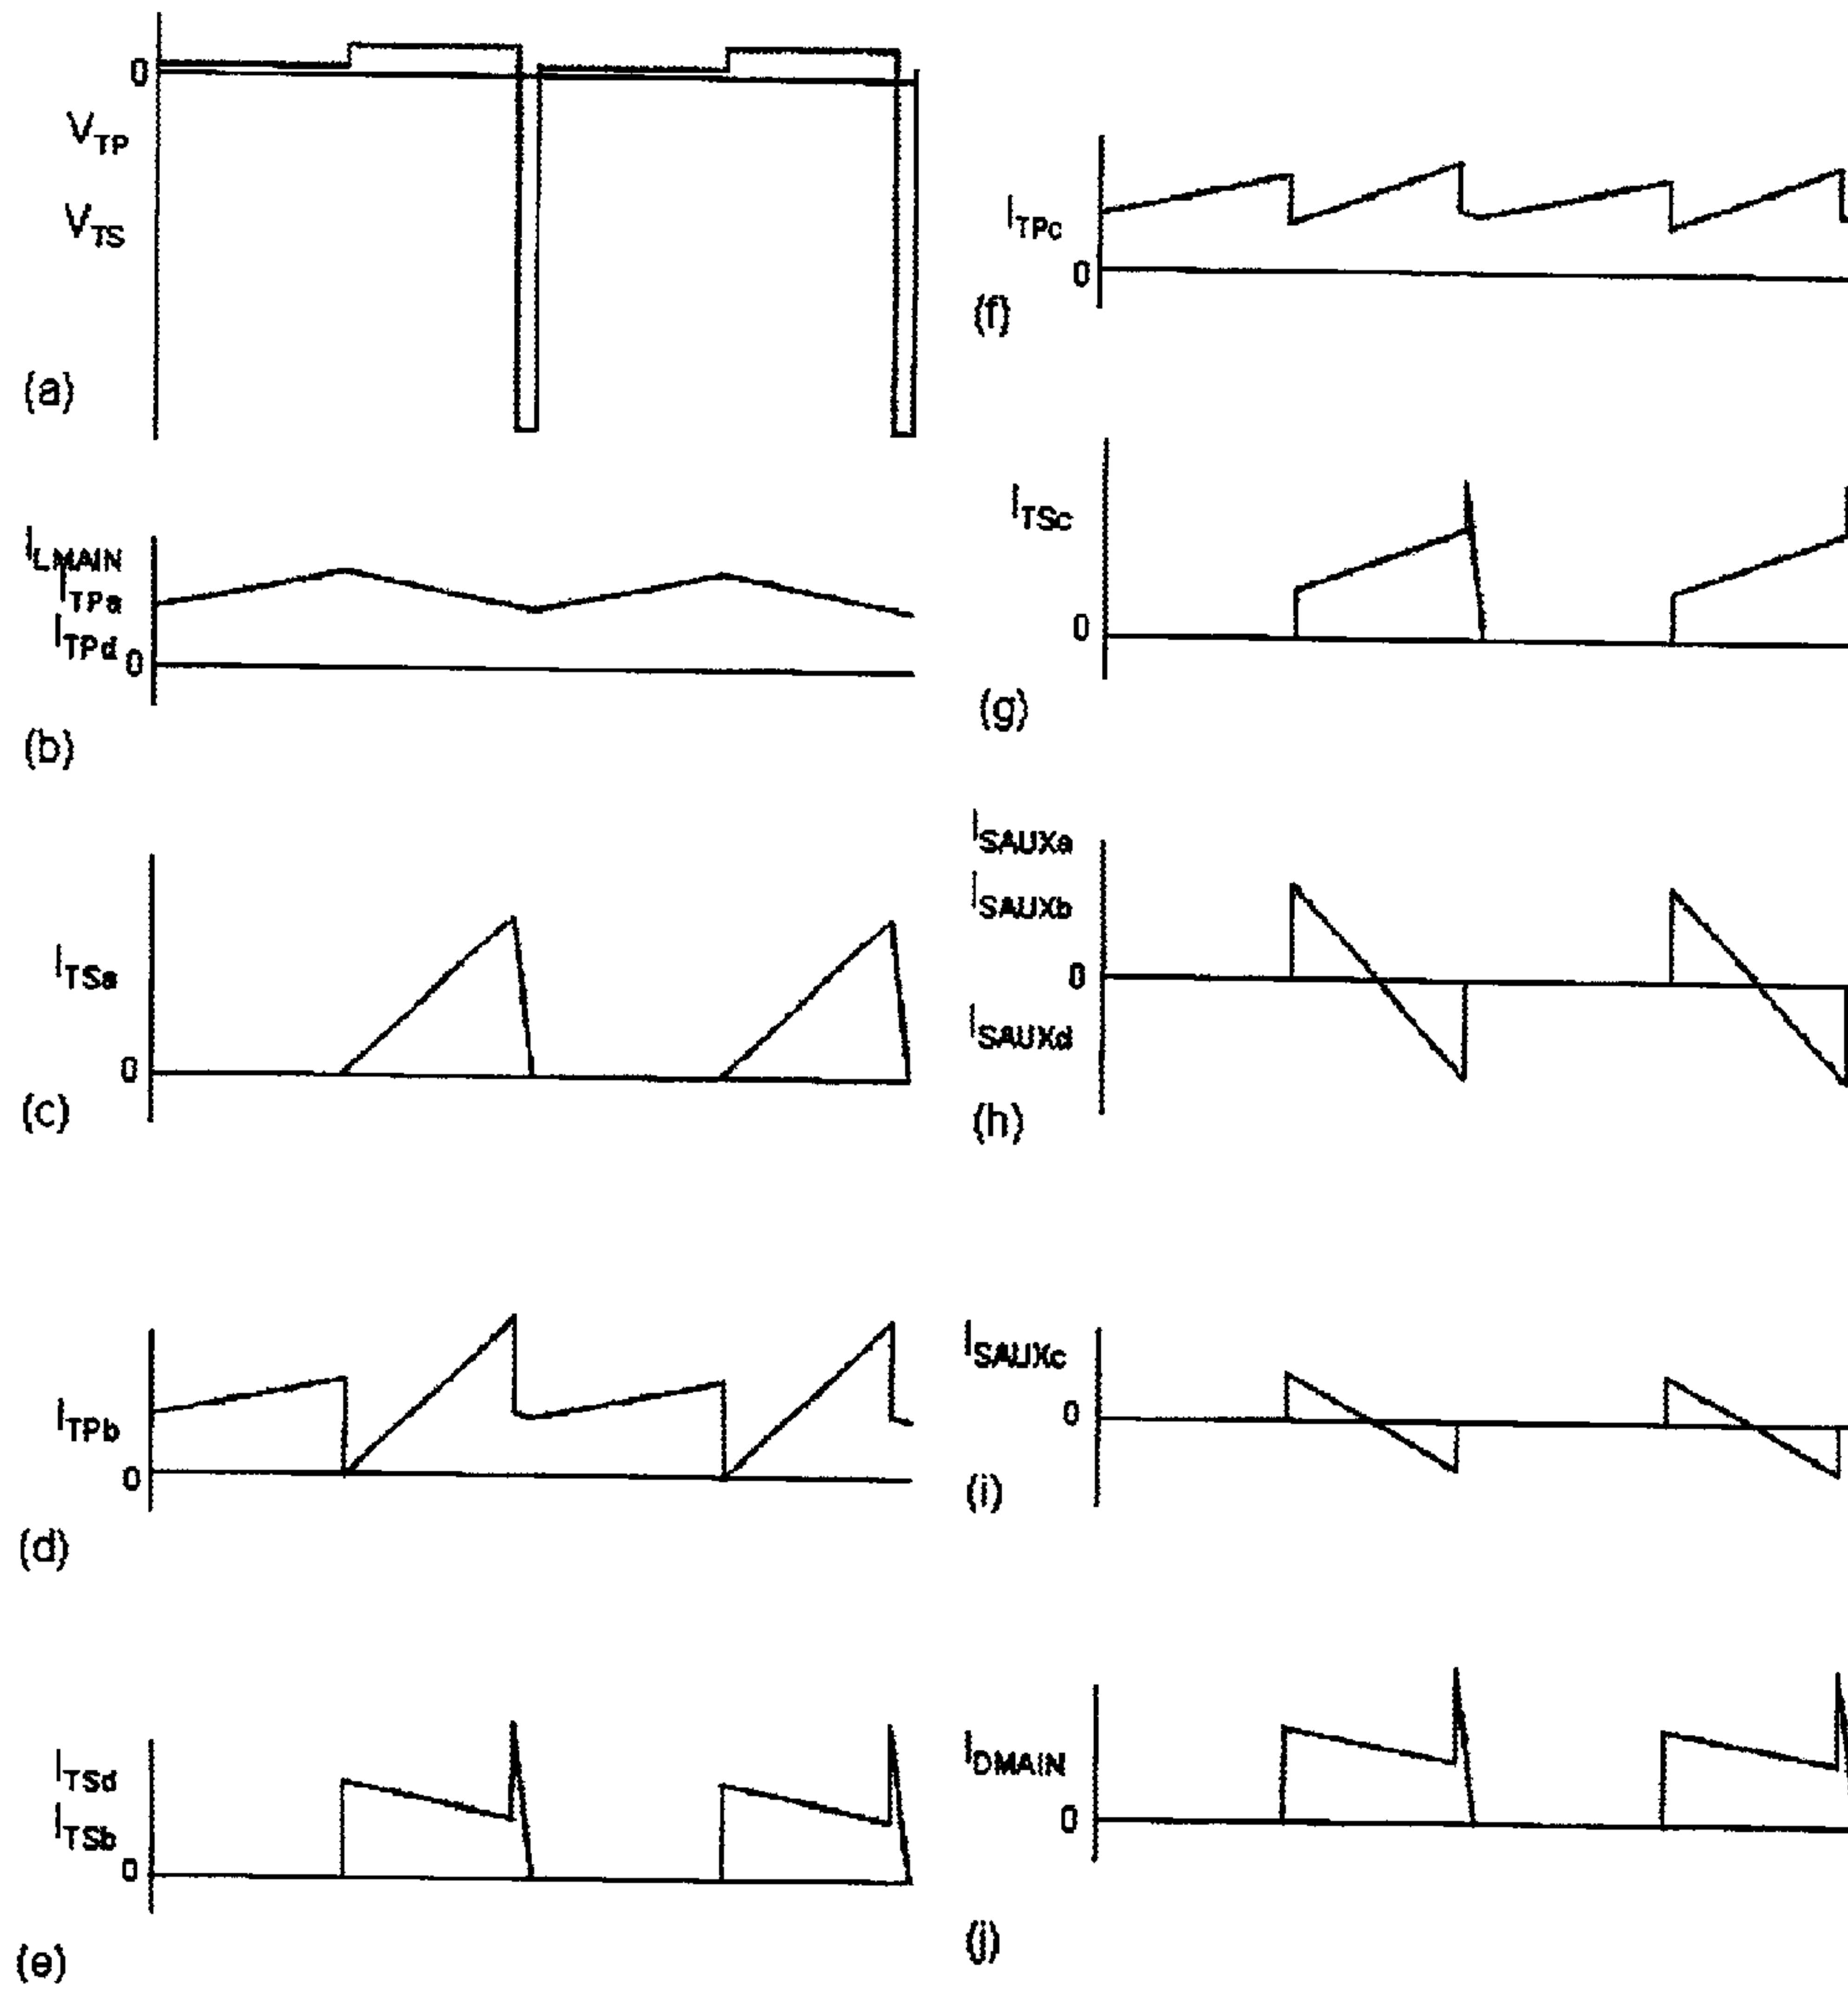 0
V_TP
V_TS
(a)
I_LMAIN
I_TPa
I_TPd
0
(b)
I_TSa
0
(c)
I_TPb
0
(d)
I_TSd
I_TSb
0
(e)
I_TPc
0
(f)
I_TSc
0
(g)
I_SAUXa
I_SAUXb
0
I_SAUXd
(h)
I_SAUXc
0
(i)
I_DMAIN
0
(j)